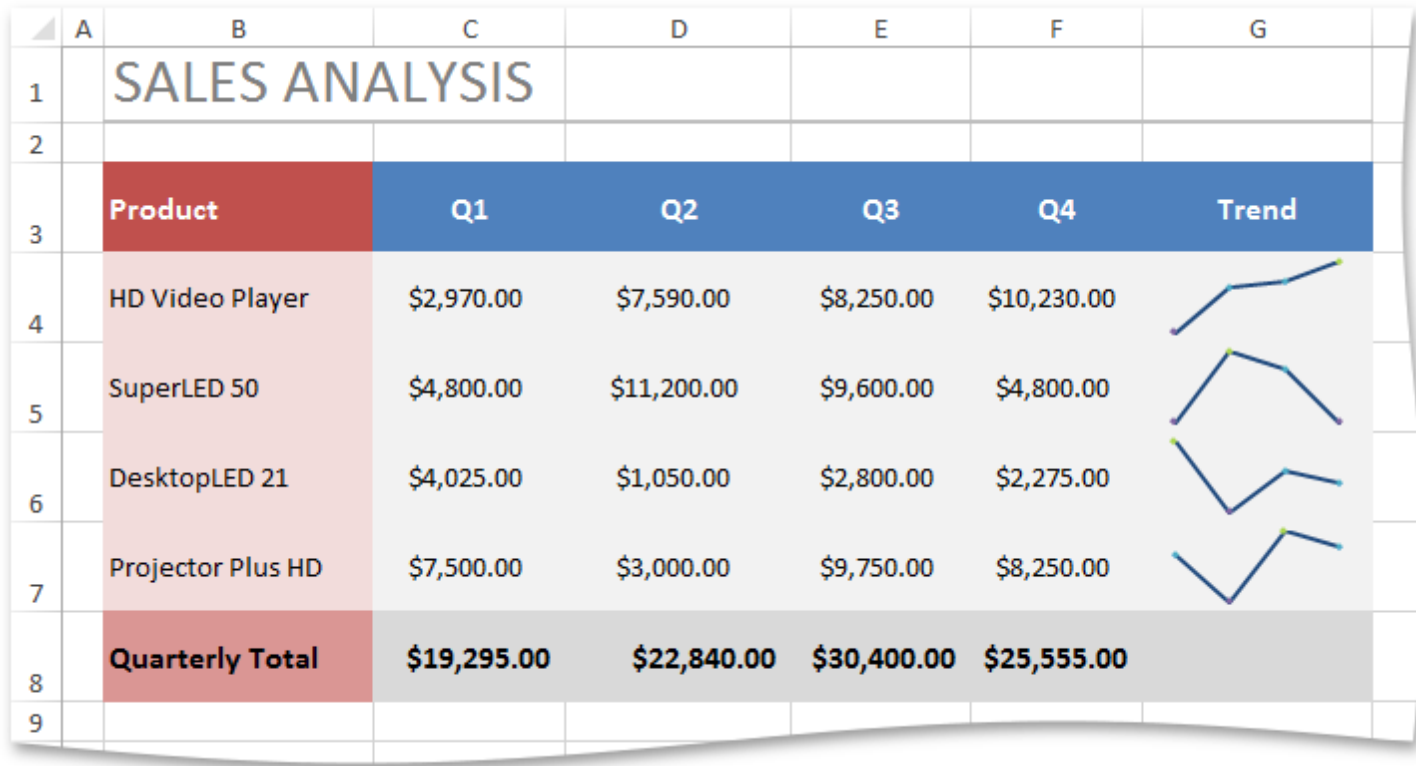 A B C D E F G
1 SALES ANALYSIS
2
3 Product Q1 Q2 Q3 Q4 Trend
4 HD Video Player $2,970.00 $7,590.00 $8,250.00 $10,230.00
5 SuperLED 50 $4,800.00 $11,200.00 $9,600.00 $4,800.00
6 DesktopLED 21 $4,025.00 $1,050.00 $2,800.00 $2,275.00
7 Projector Plus HD $7,500.00 $3,000.00 $9,750.00 $8,250.00
8 Quarterly Total $19,295.00 $22,840.00 $30,400.00 $25,555.00
9